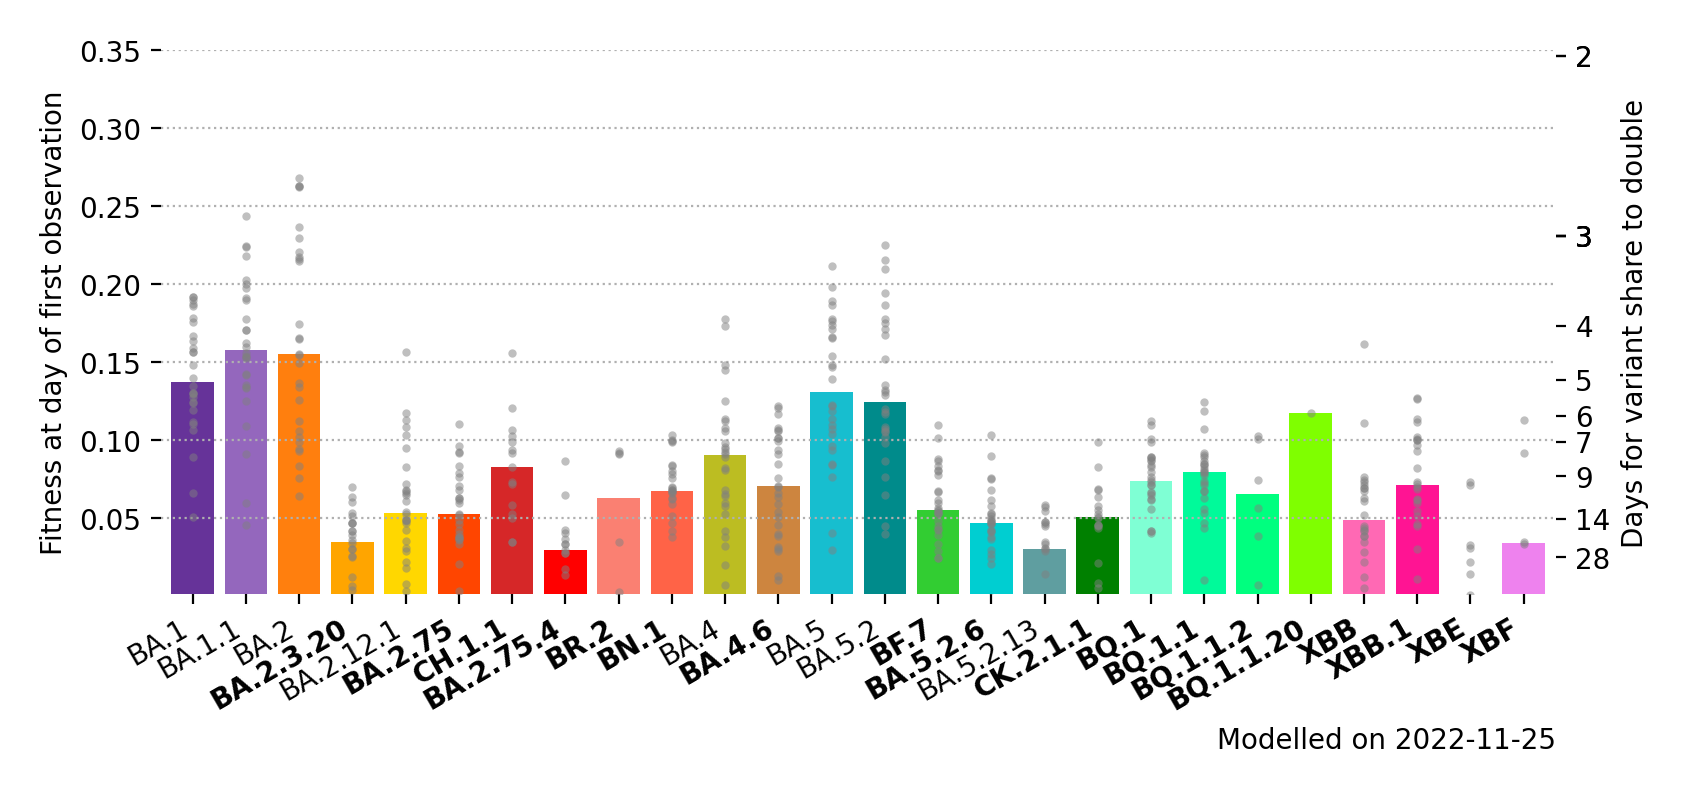 0.35
0.30
0.25
0.20
0.15
0.10
0.05
Fitness at day of first observation
2
3
4
5
6
7
9
14
28
Days for variant share to double
BA.1
BA.1.1
BA.2
BA.2.3.20
BA.2.12.1
BA.2.75
CH.1.1
BA.2.75.4
BR.2
BN.1
BA.4
BA.4.6
BA.5
BA.5.2
BF.7
BA.5.2.6
BA.5.2.13
CK.2.1.1
BQ.1
BQ.1.1
BQ.1.1.2
BQ.1.1.20
XBB
XBB.1
XBE
XBF
Modelled on 2022-11-25